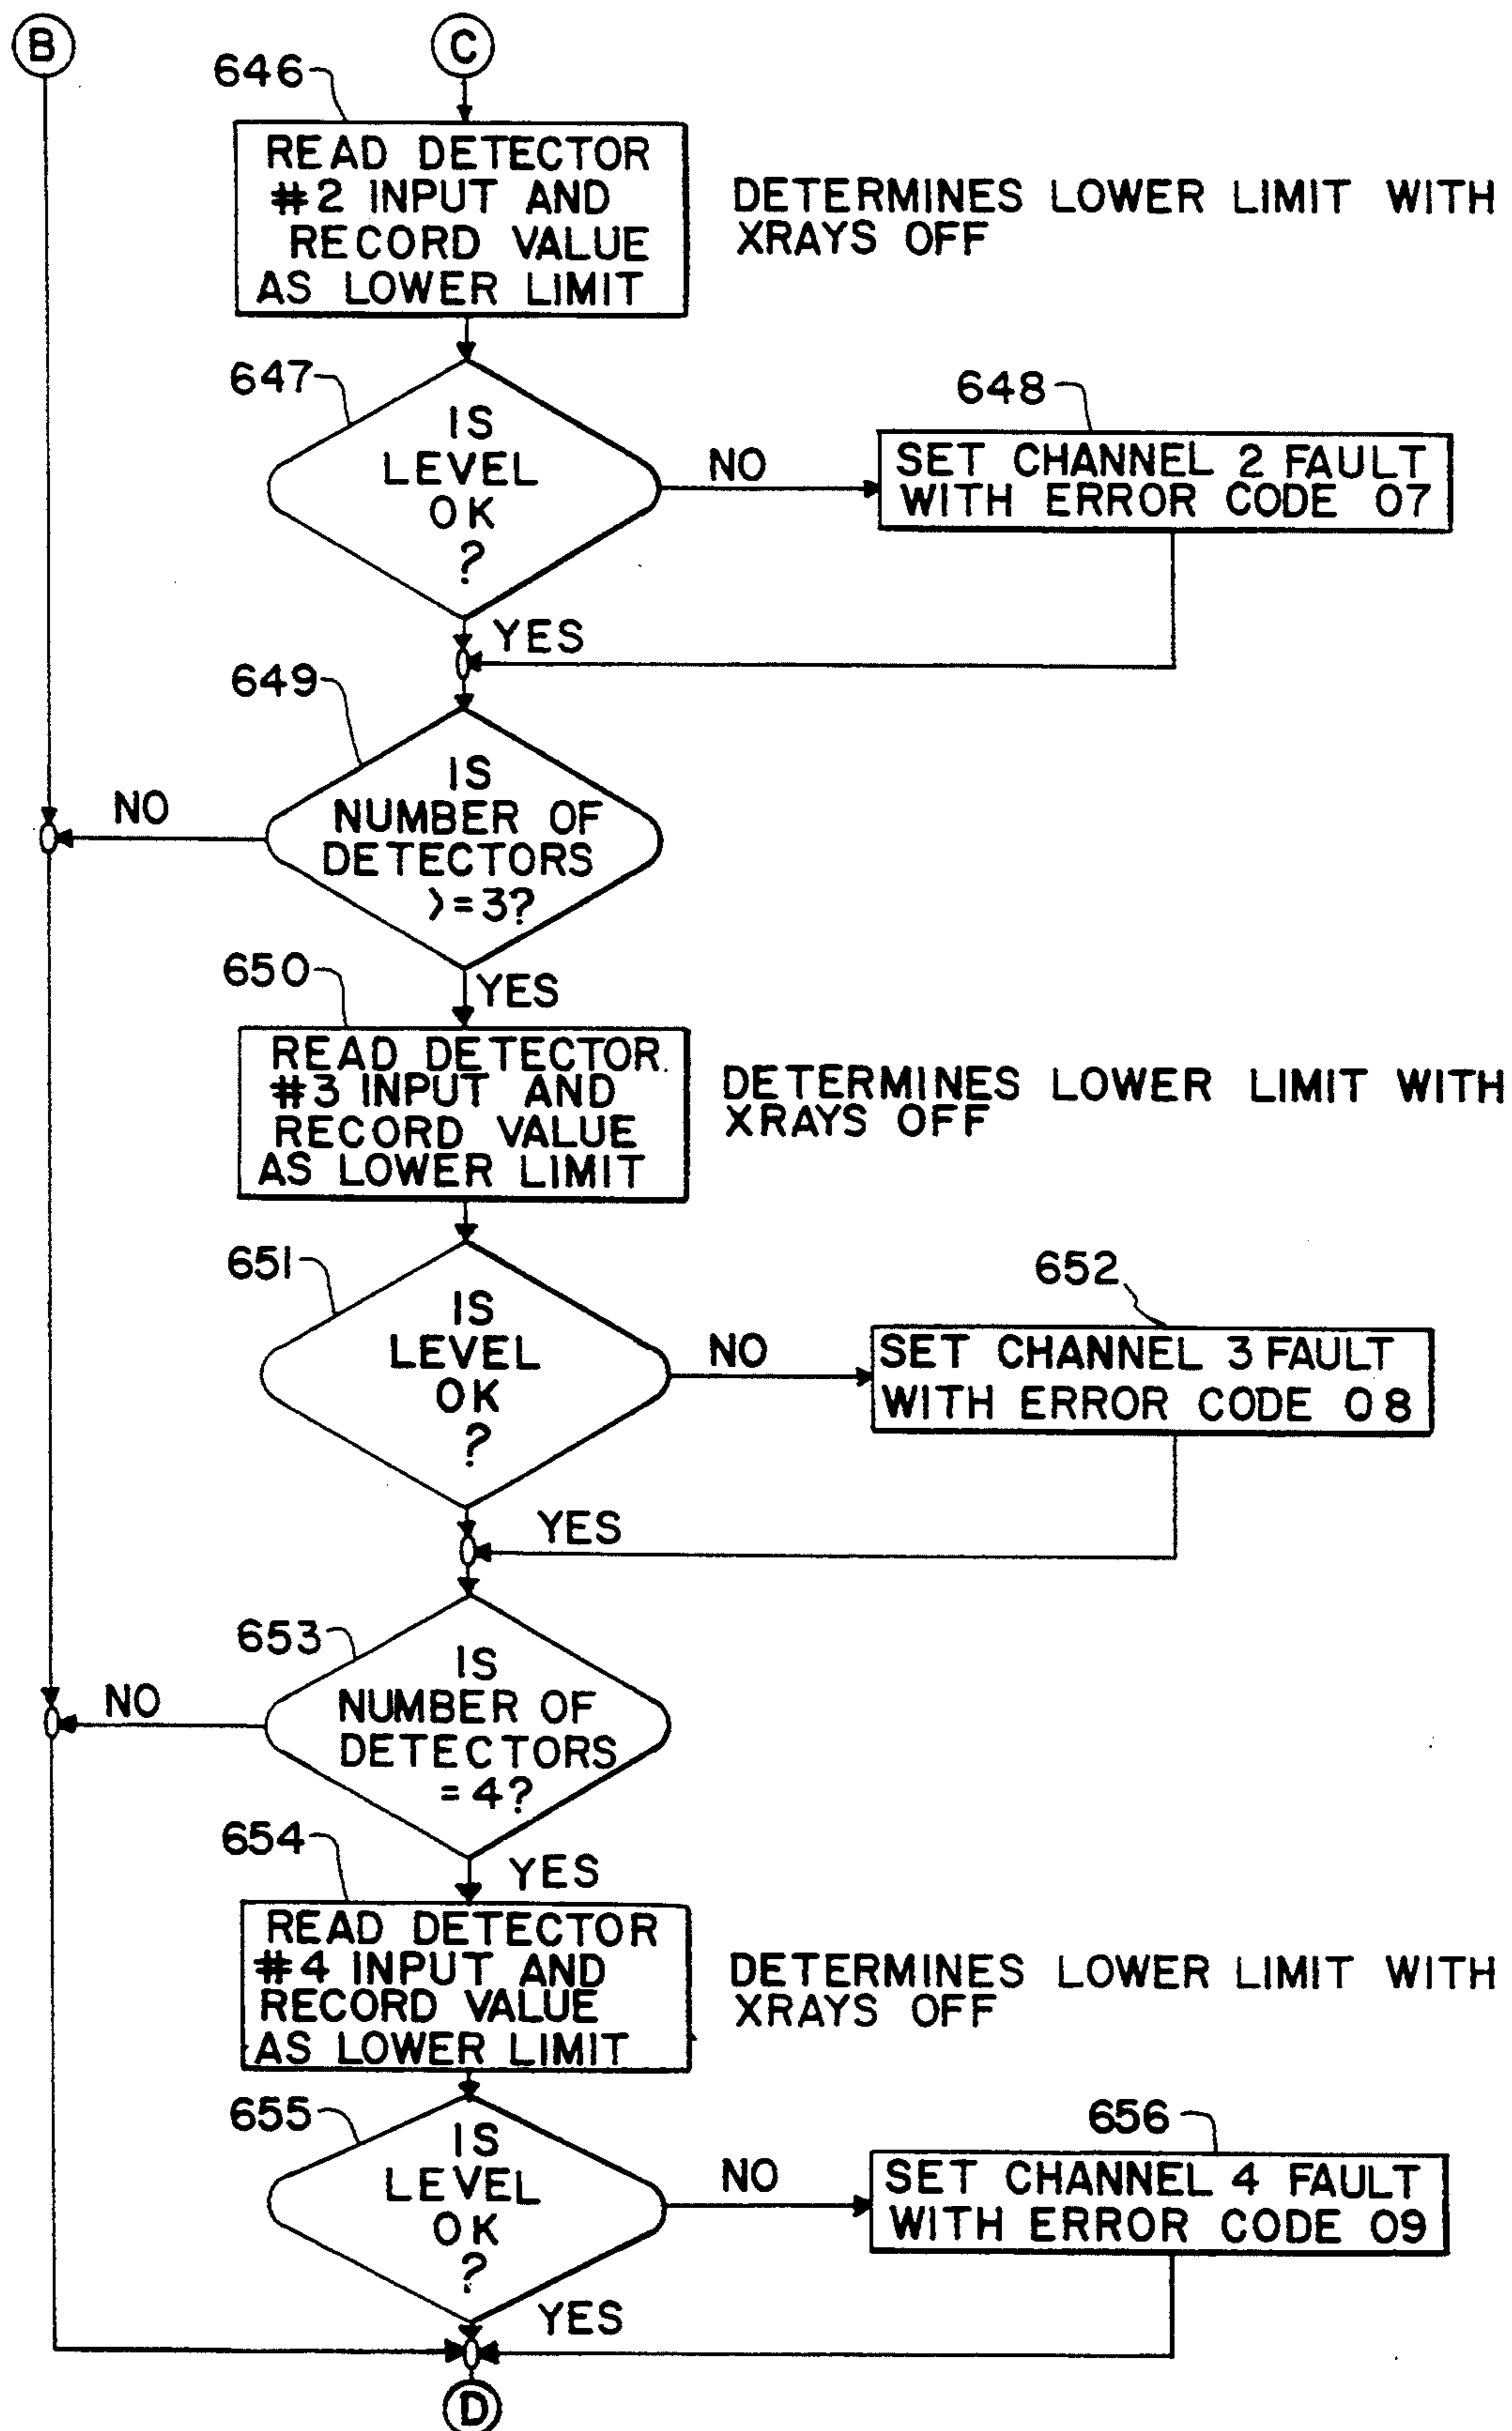 B
C
646
READ DETECTOR
#2 INPUT AND
RECORD VALUE
AS LOWER LIMIT
DETERMINES LOWER LIMIT WITH
XRAYS OFF
647
IS
LEVEL
OK
?
NO
648
SET CHANNEL 2 FAULT
WITH ERROR CODE 07
YES
649
IS
NUMBER OF
DETECTORS
>=3?
NO
YES
650
READ DETECTOR
#3 INPUT AND
RECORD VALUE
AS LOWER LIMIT
DETERMINES LOWER LIMIT WITH
XRAYS OFF
651
IS
LEVEL
OK
?
NO
652
SET CHANNEL 3 FAULT
WITH ERROR CODE 08
YES
653
IS
NUMBER OF
DETECTORS
=4?
NO
YES
654
READ DETECTOR
#4 INPUT AND
RECORD VALUE
AS LOWER LIMIT
DETERMINES LOWER LIMIT WITH
XRAYS OFF
655
IS
LEVEL
OK
?
NO
656
SET CHANNEL 4 FAULT
WITH ERROR CODE 09
YES
D